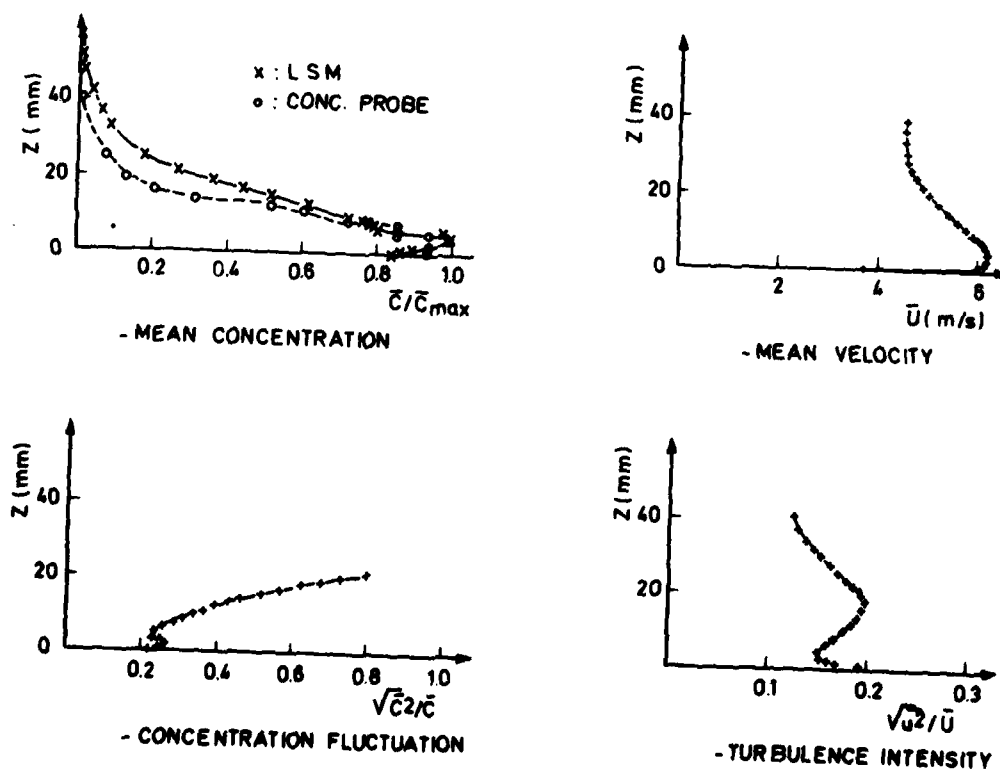 Z (mm)
40
20
0
x : LSM
o : CONC. PROBE
0.2 0.4 0.6 0.8 1.0
C̄/C̄max
- MEAN CONCENTRATION
Z (mm)
40
20
0
2 4 6
Ū (m/s)
- MEAN VELOCITY
Z (mm)
40
20
0
0.2 0.4 0.6 0.8 1.0
√c̄2/C̄
- CONCENTRATION FLUCTUATION
Z (mm)
40
20
0.1 0.2 0.3
√u2/Ū
- TURBULENCE INTENSITY